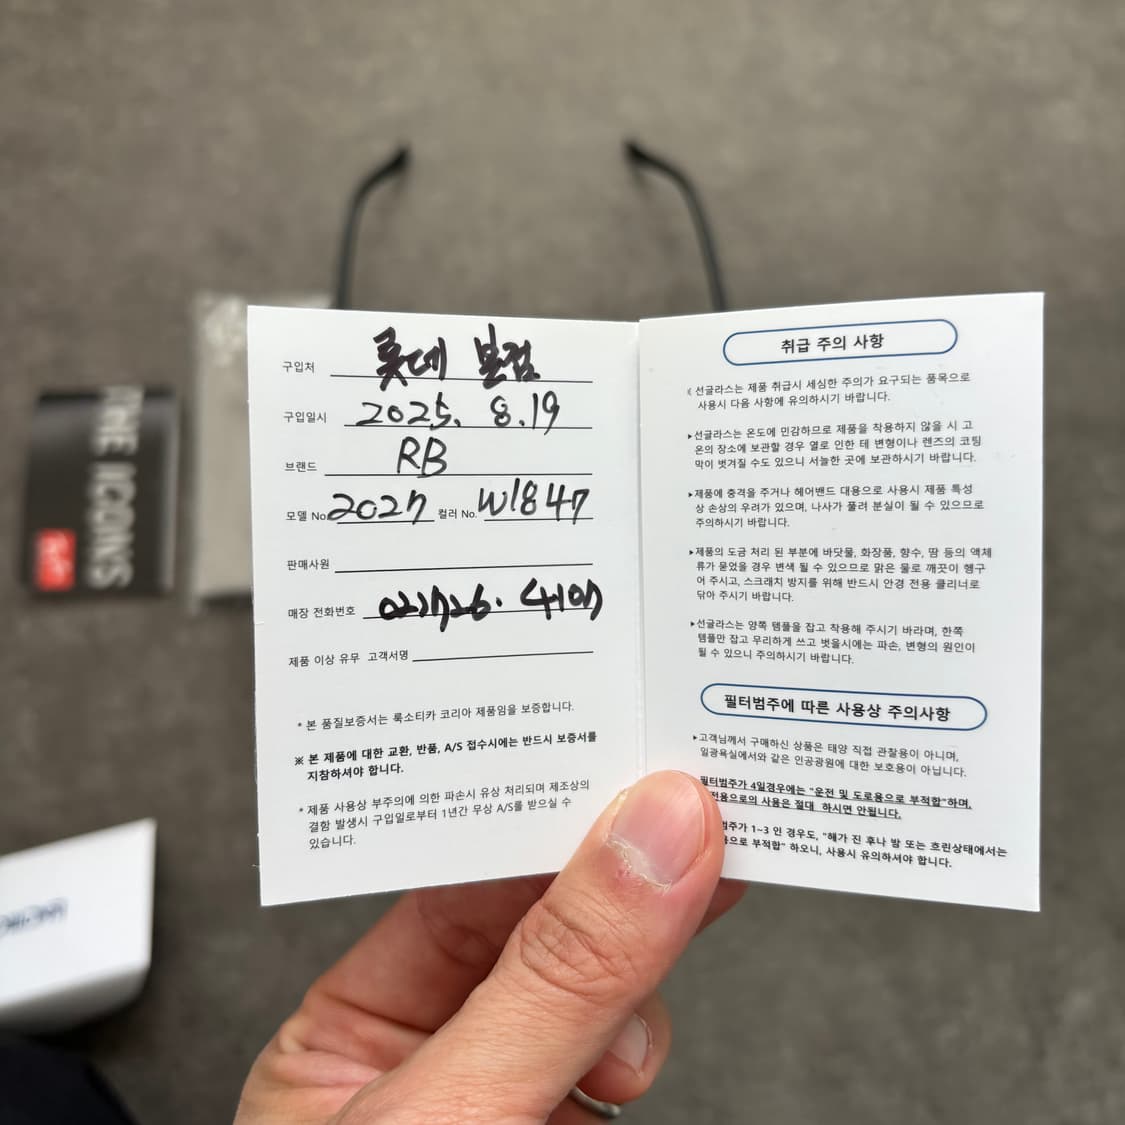 구입처 롯데 본점
구입일시 2025. 8.19
브랜드 RB
모델 No. 2027 컬러 No. W1847
판매사원
매장 전화번호 02)726. 4107
제품 이상 유무 고객서명
* 본 품질보증서는 룩소티카 코리아 제품임을 보증합니다.
※ 본 제품에 대한 교환, 반품, A/S 접수시에는 반드시 보증서를
지참하셔야 합니다.
* 제품 사용상 부주의에 의한 파손시 유상 처리되며 제조상의
결함 발생시 구입일로부터 1년간 무상 A/S를 받으실 수
있습니다.
취급 주의 사항
선글라스는 제품 취급시 세심한 주의가 요구되는 품목으로
사용시 다음 사항에 유의하시기 바랍니다.
▸선글라스는 온도에 민감하므로 제품을 착용하지 않을 시 고
온의 장소에 보관할 경우 열로 인한 테 변형이나 렌즈의 코팅
막이 벗겨질 수도 있으니 서늘한 곳에 보관하시기 바랍니다.
▸제품에 충격을 주거나 헤어밴드 대용으로 사용시 제품 특성
상 손상의 우려가 있으며, 나사가 풀려 분실이 될 수 있으므로
주의하시기 바랍니다.
▸제품의 도금 처리 된 부분에 바닷물, 화장품, 향수, 땀 등의 액체
류가 묻었을 경우 변색 될 수 있으므로 맑은 물로 깨끗이 헹구
어 주시고, 스크래치 방지를 위해 반드시 안경 전용 클리너로
닦아 주시기 바랍니다.
▸선글라스는 양쪽 템플을 잡고 착용해 주시기 바라며, 한쪽
템플만 잡고 무리하게 쓰고 벗을시에는 파손, 변형의 원인이
될 수 있으니 주의하시기 바랍니다.
필터범주에 따른 사용상 주의사항
▸고객님께서 구매하신 상품은 태양 직접 관찰용이 아니며,
일광욕실에서와 같은 인공광원에 대한 보호용이 아닙니다.
필터범주가 4일경우에는 "운전 및 도로용으로 부적합"하며,
전용으로의 사용은 절대 하시면 안됩니다.
범주가 1~3 인 경우도, "해가 진 후나 밤 또는 흐린상태에서는
용으로 부적합" 하오니, 사용시 유의하셔야 합니다.
THE ICONS